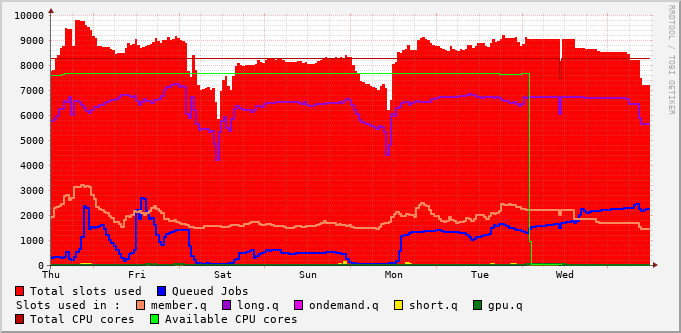 10000
9000
8000
7000
6000
5000
4000
3000
2000
1000
0
Thu Fri Sat Sun Mon Tue Wed
Total slots used Queued Jobs
Slots used in : member.q long.q ondemand.q short.q gpu.q
Total CPU cores Available CPU cores
RRDTOOL / TOBI OETIKER